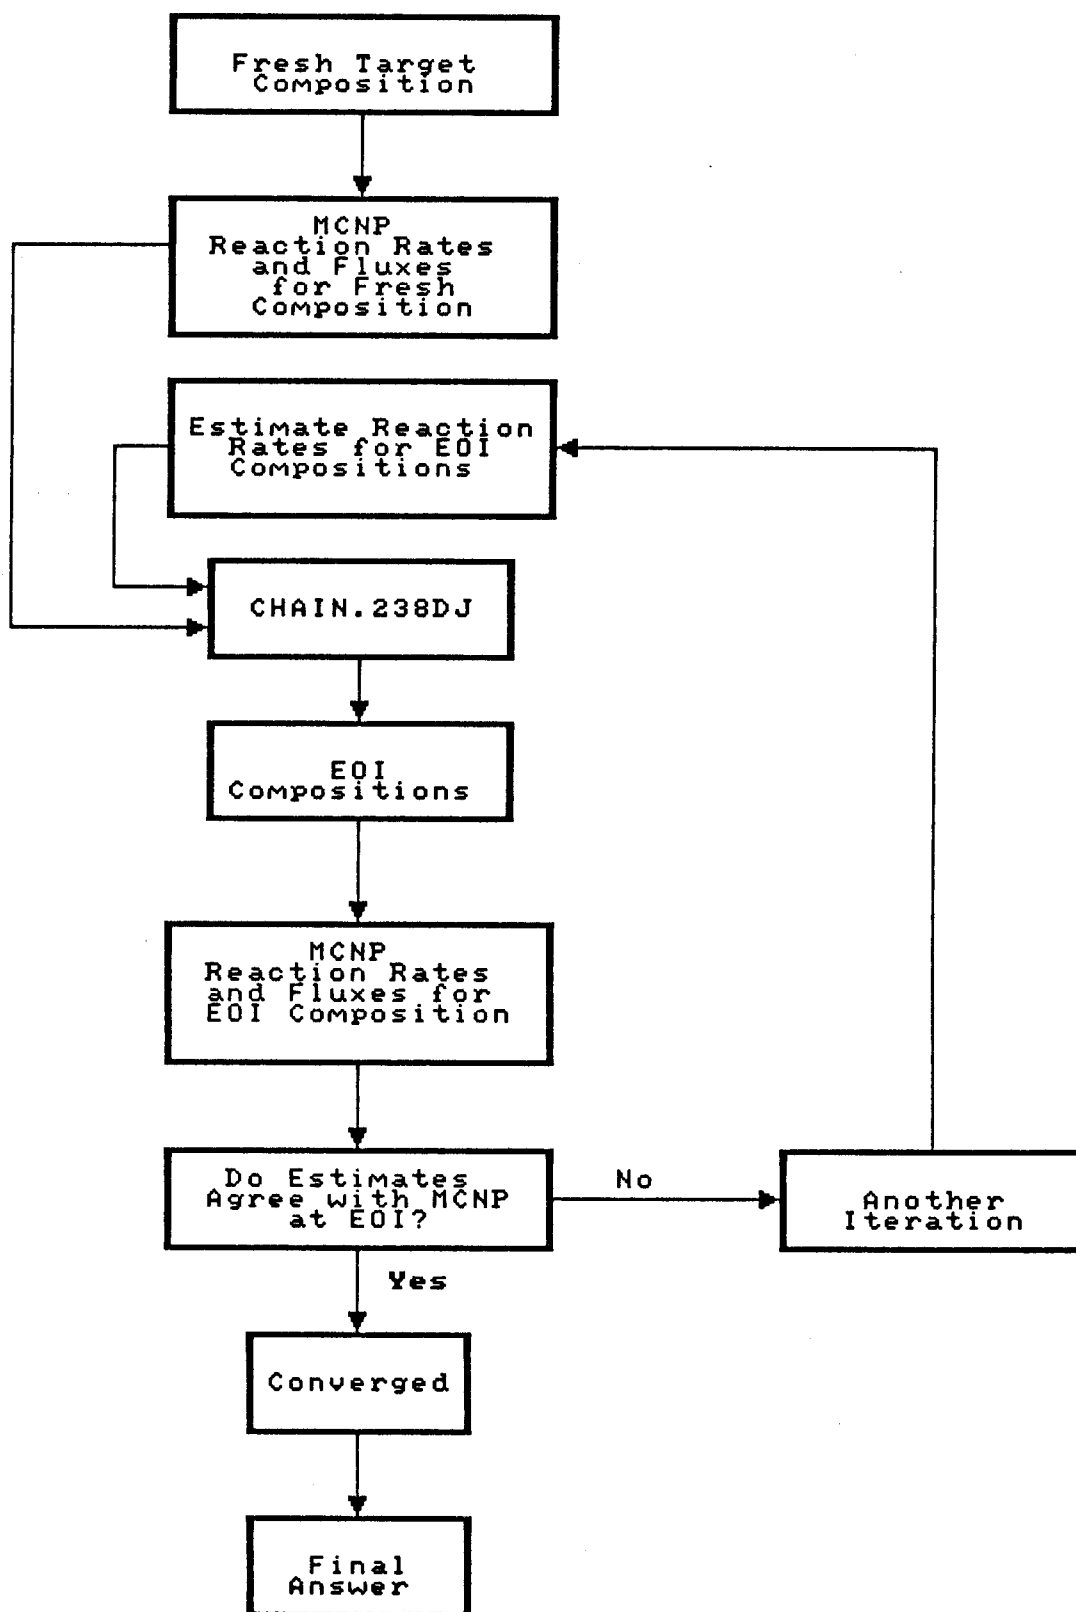 Fresh Target
Composition
MCNP
Reaction Rates
and Fluxes
for Fresh
Composition
Estimate Reaction
Rates for EOI
Compositions
CHAIN.238DJ
EOI
Compositions
MCNP
Reaction Rates
and Fluxes for
EOI Composition
Do Estimates
Agree with MCNP
at EOI?
No
Another
Iteration
Yes
Converged
Final
Answer